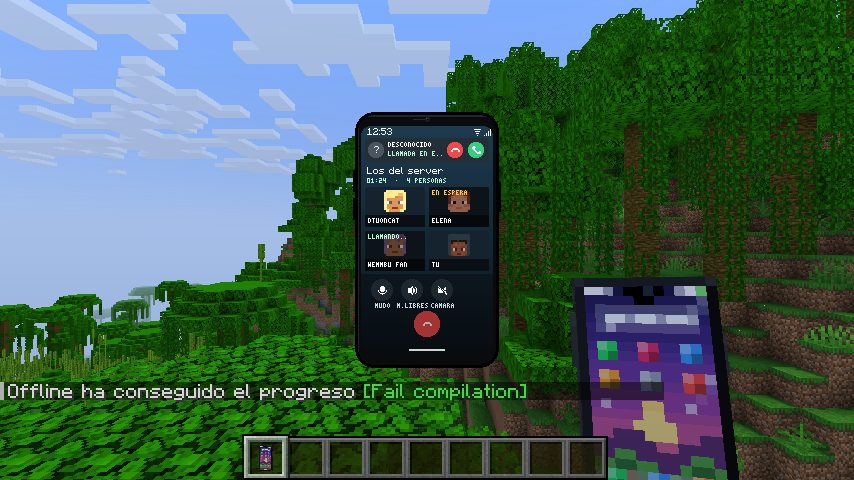 12:53
?
DESCONOCIDO
LLAMADA EN E..
Los del server
01:24 · 4 PERSONAS
DTUONCAT
EN ESPERA
ELENA
LLAMANDO..
WEMMBU FAN
TU
MUDO M.LIBRES CAMARA
Offline ha conseguido el progreso [Fail compilation]